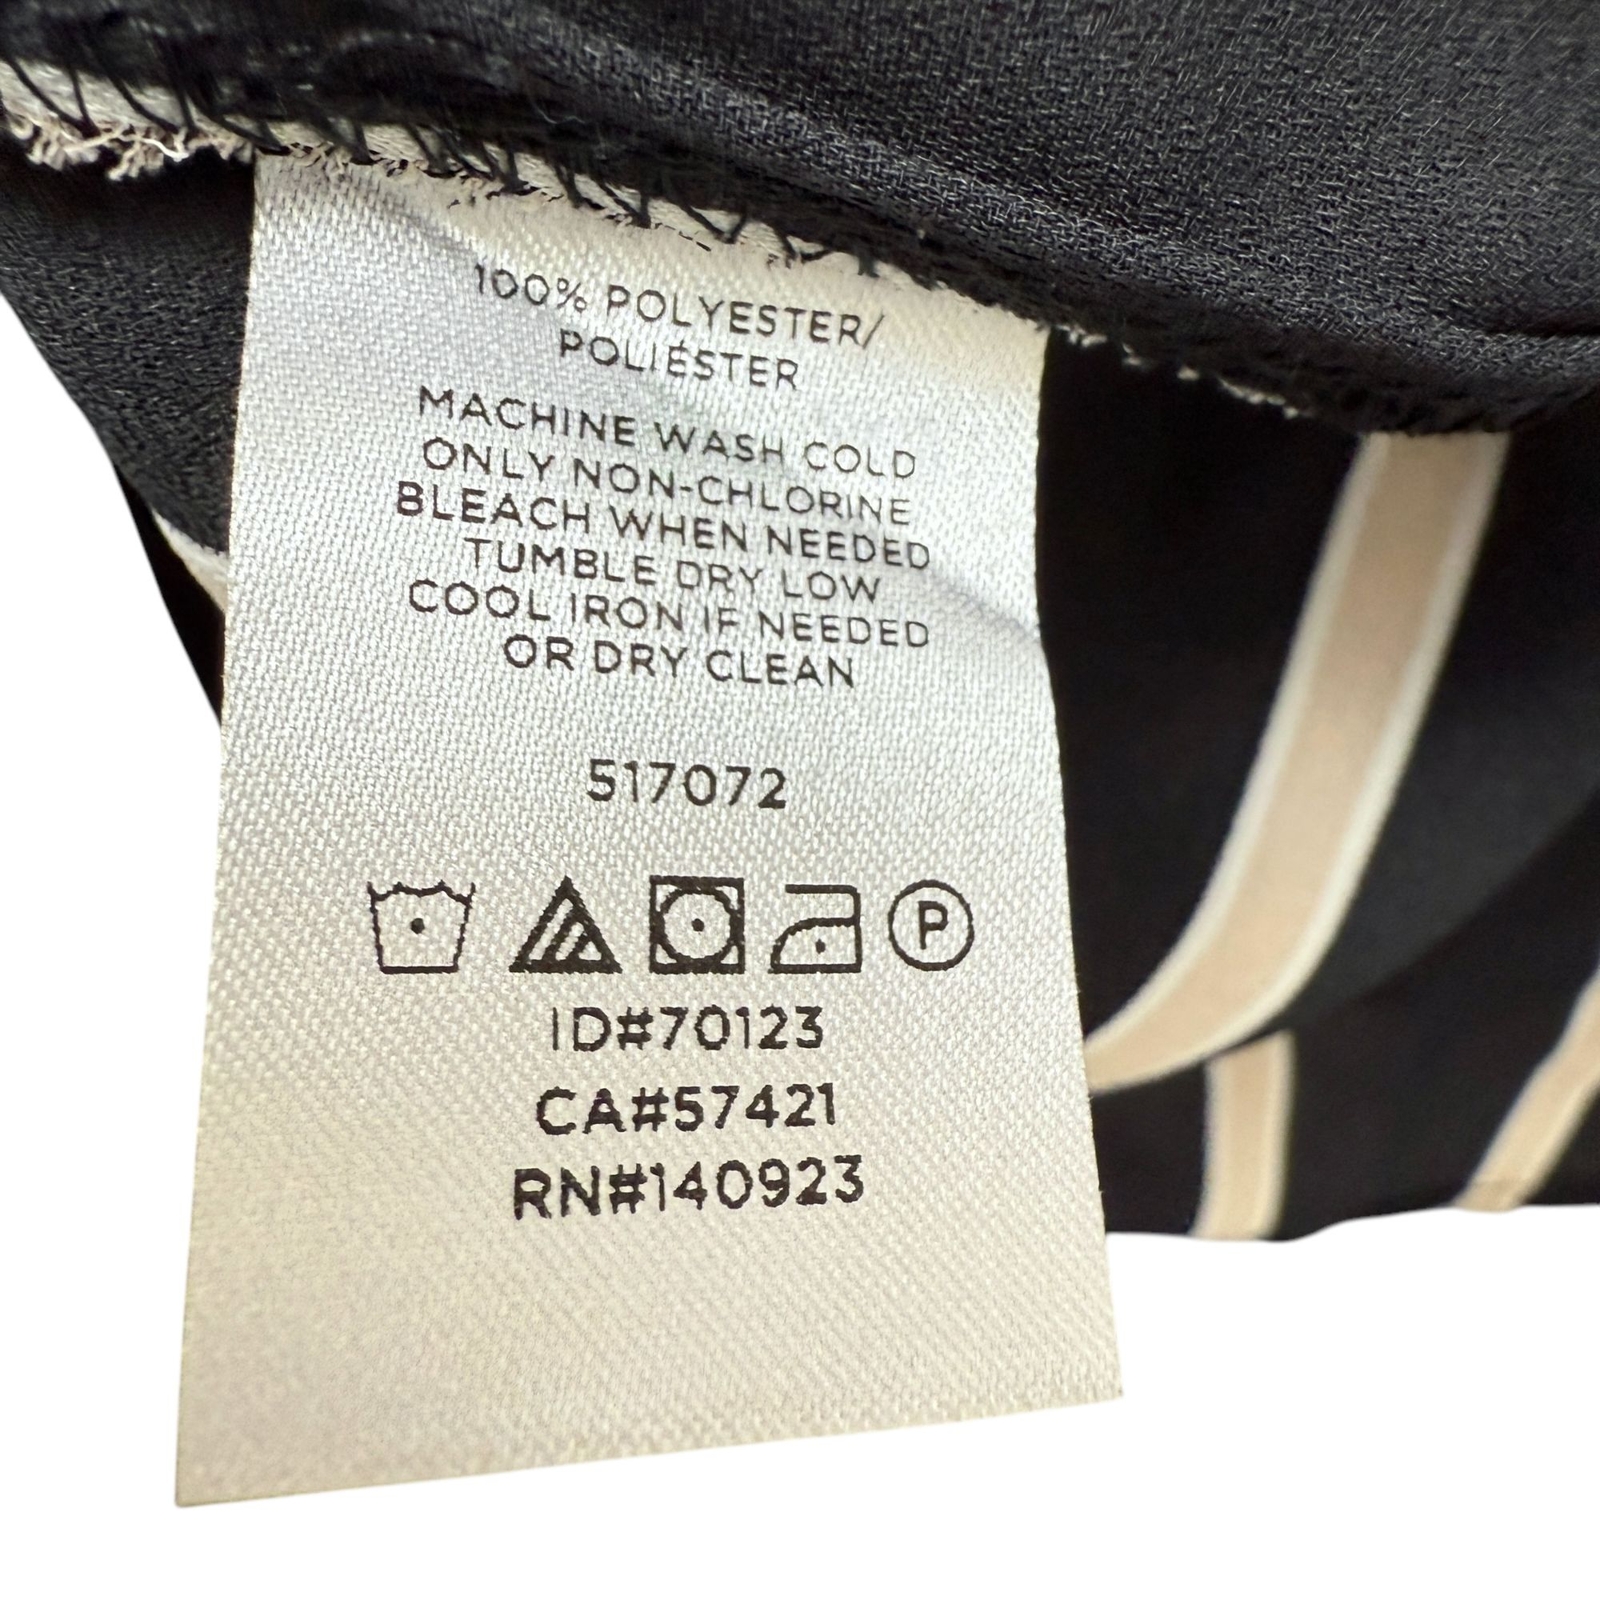 100% POLYESTER/
POLIÉSTER
MACHINE WASH COLD
ONLY NON-CHLORINE
BLEACH WHEN NEEDED
TUMBLE DRY LOW
COOL IRON IF NEEDED
OR DRY CLEAN
517072
P
ID#70123
CA#57421
RN#140923